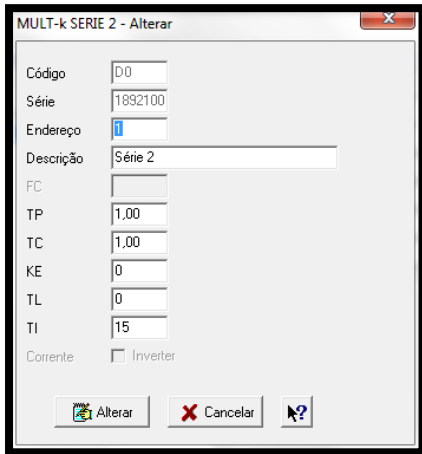 MULT-k SERIE 2 - Alterar
Código D0
Série 1892100
Endereço 1
Descrição Série 2
FC
TP 1,00
TC 1,00
KE 0
TL 0
TI 15
Corrente Inverter
Alterar Cancelar ?